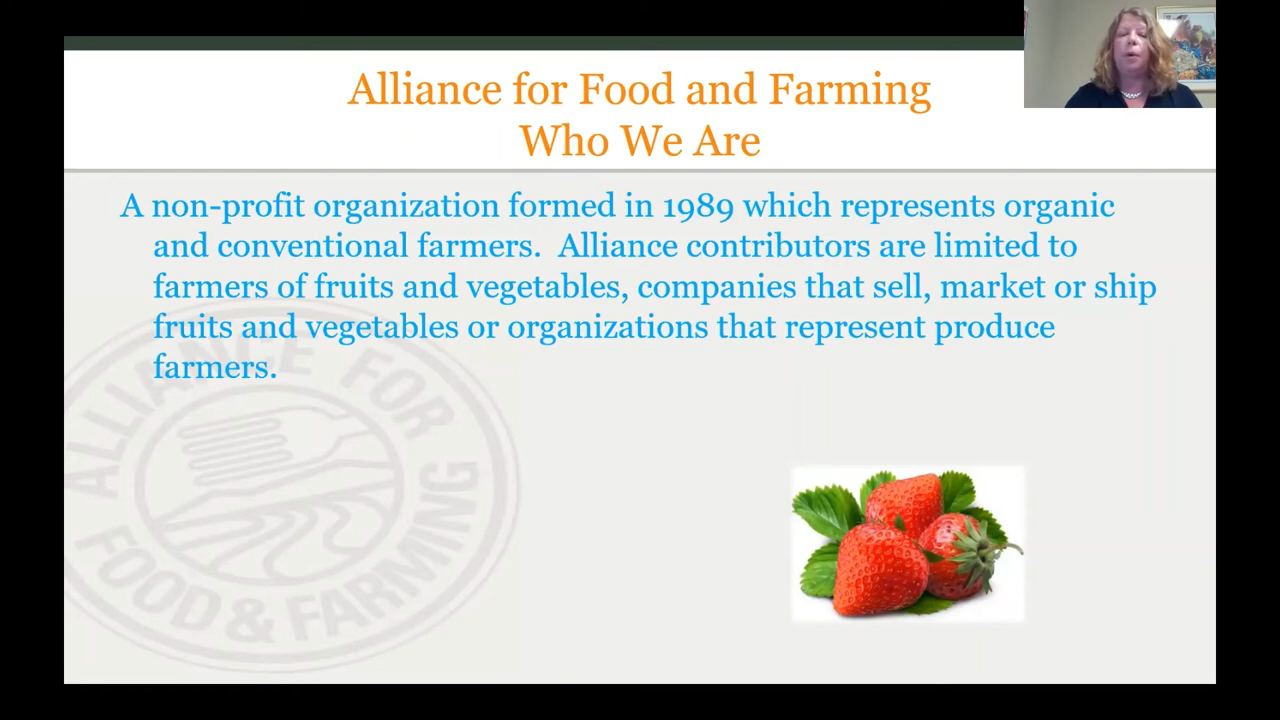 Alliance for Food and Farming
Who We Are
A non-profit organization formed in 1989 which represents organic
and conventional farmers.  Alliance contributors are limited to
farmers of fruits and vegetables, companies that sell, market or ship
fruits and vegetables or organizations that represent produce
farmers.
ALLIANCE FOR
FOOD & FARMING